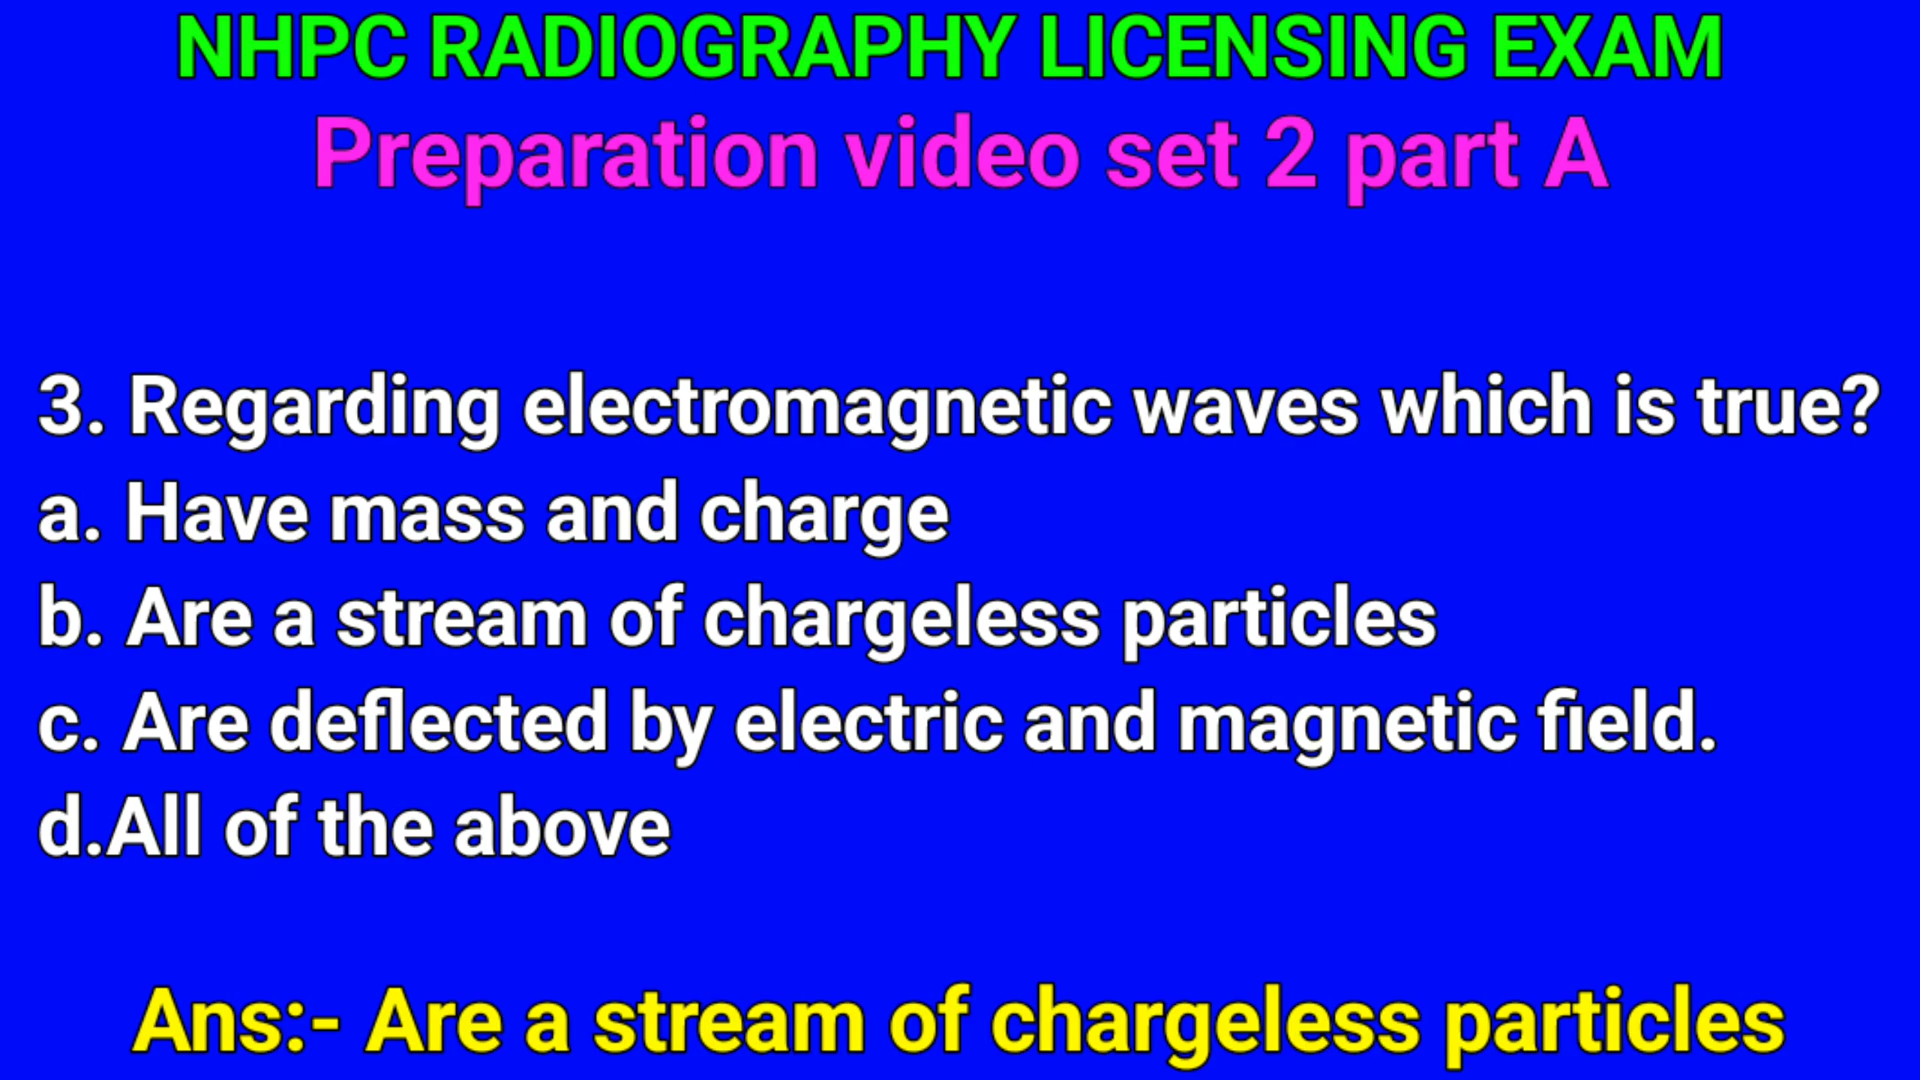 NHPC RADIOGRAPHY LICENSING EXAM
Preparation video set 2 part A
3. Regarding electromagnetic waves which is true?
a. Have mass and charge
b. Are a stream of chargeless particles
c. Are deflected by electric and magnetic field.
d.All of the above
Ans:- Are a stream of chargeless particles